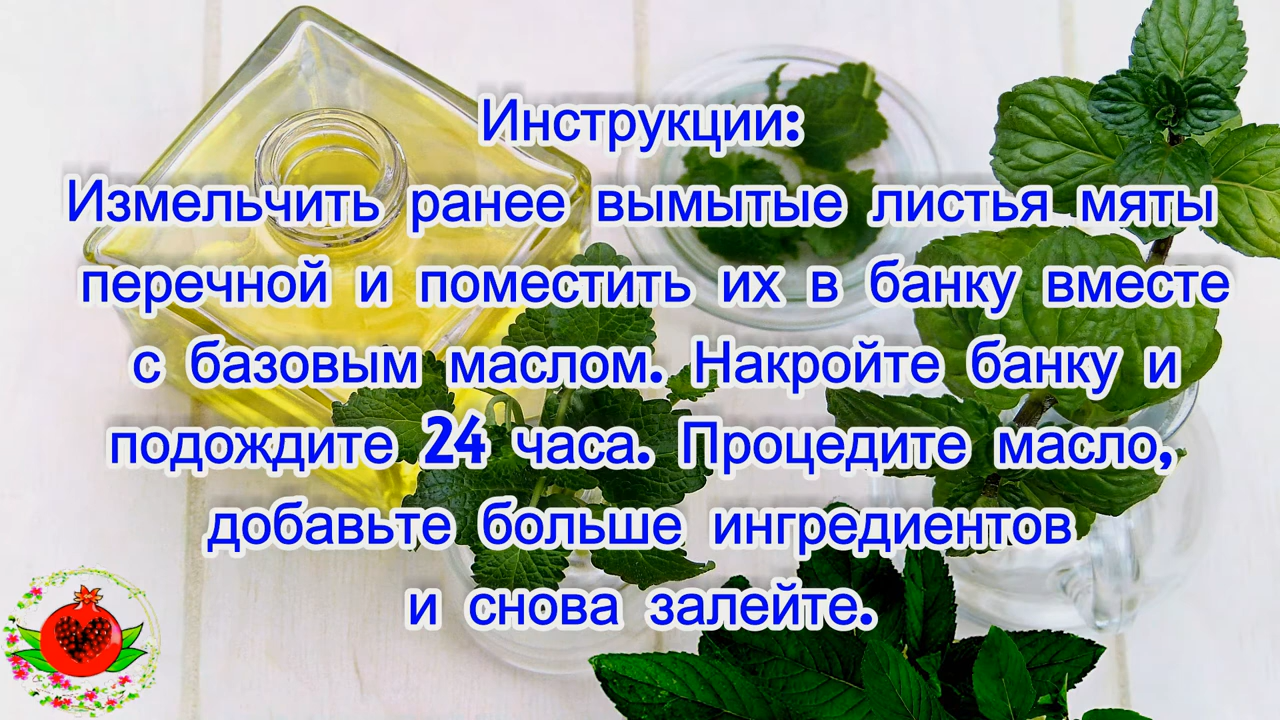 Инструкции:
Измельчить ранее вымытые листья мяты
перечной и поместить их в банку вместе
с базовым маслом. Накройте банку и
подождите 24 часа. Процедите масло,
добавьте больше ингредиентов
и снова залейте.